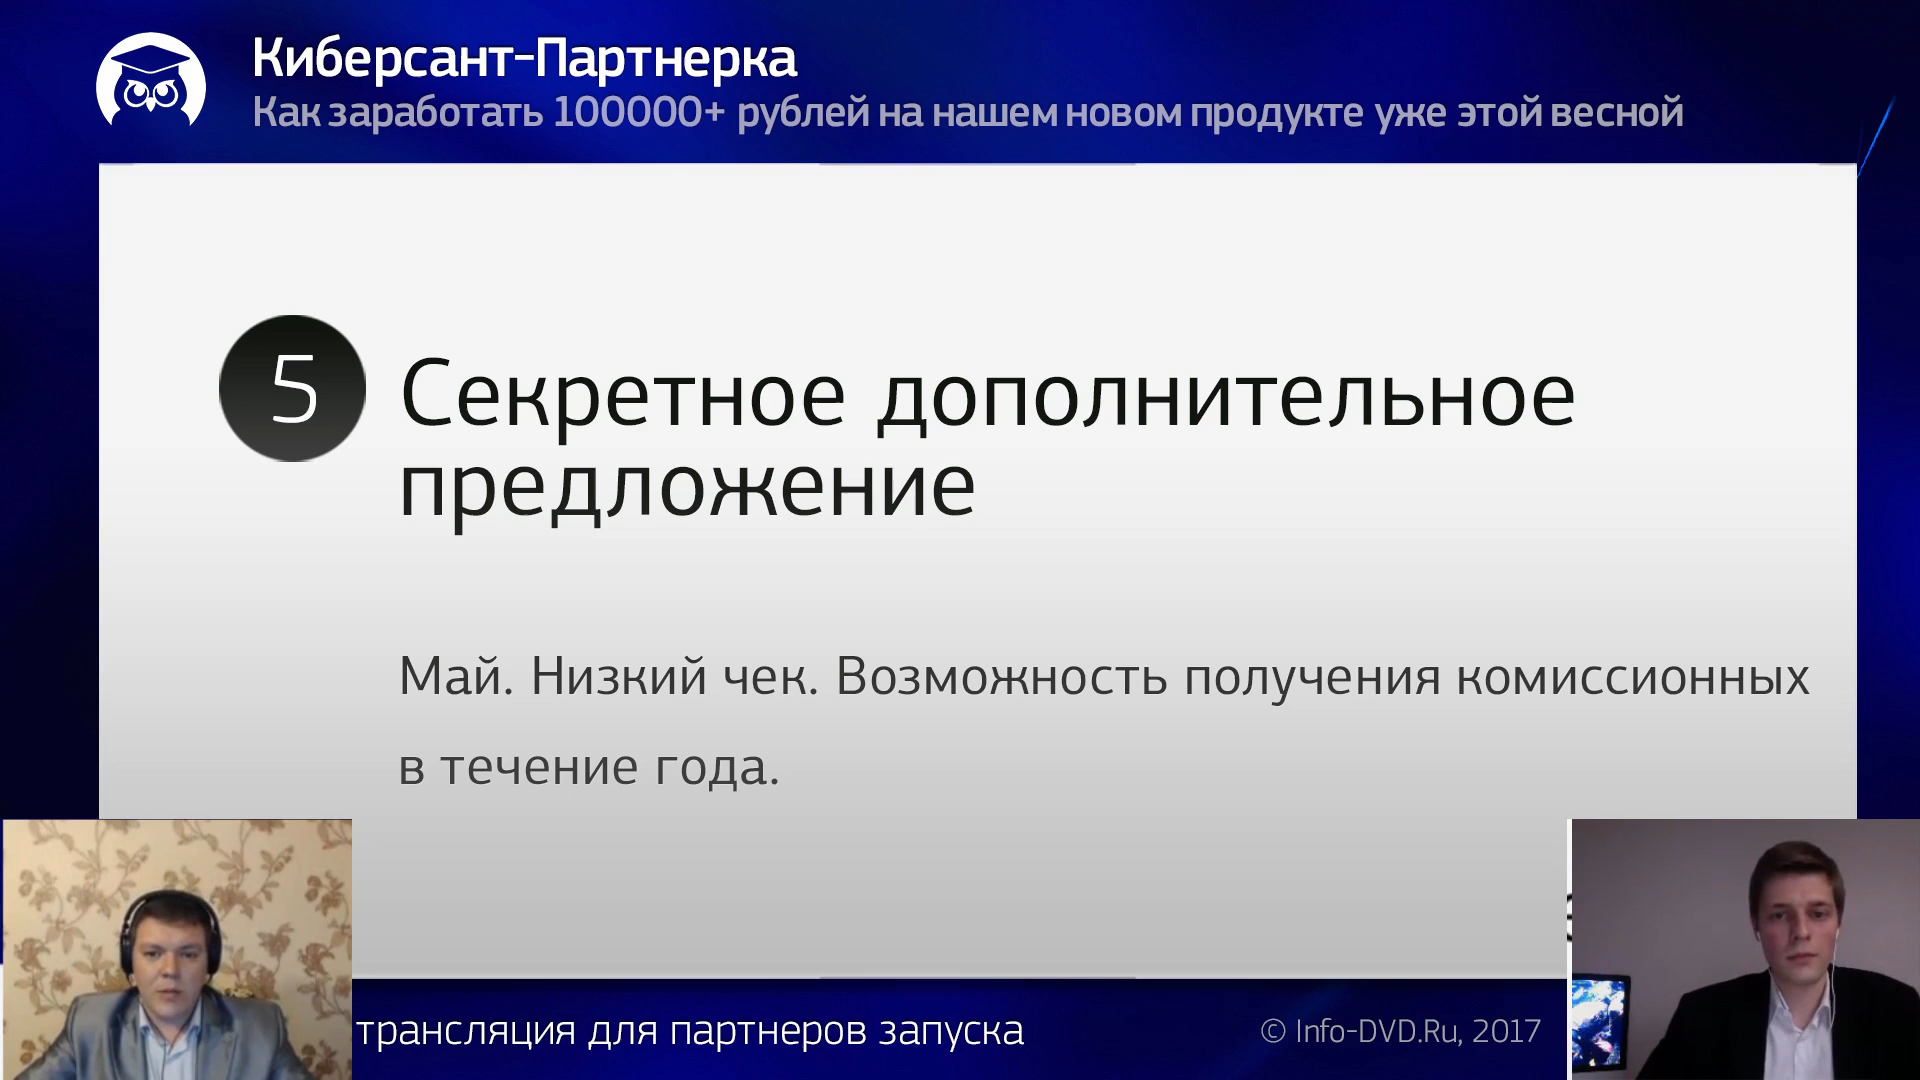 Киберсант-Партнерка
Как заработать 100000+ рублей на нашем новом продукте уже этой весной
5
Секретное дополнительное
предложение
Май. Низкий чек. Возможность получения комиссионных
в течение года.
трансляция для партнеров запуска
© Info-DVD.Ru, 2017